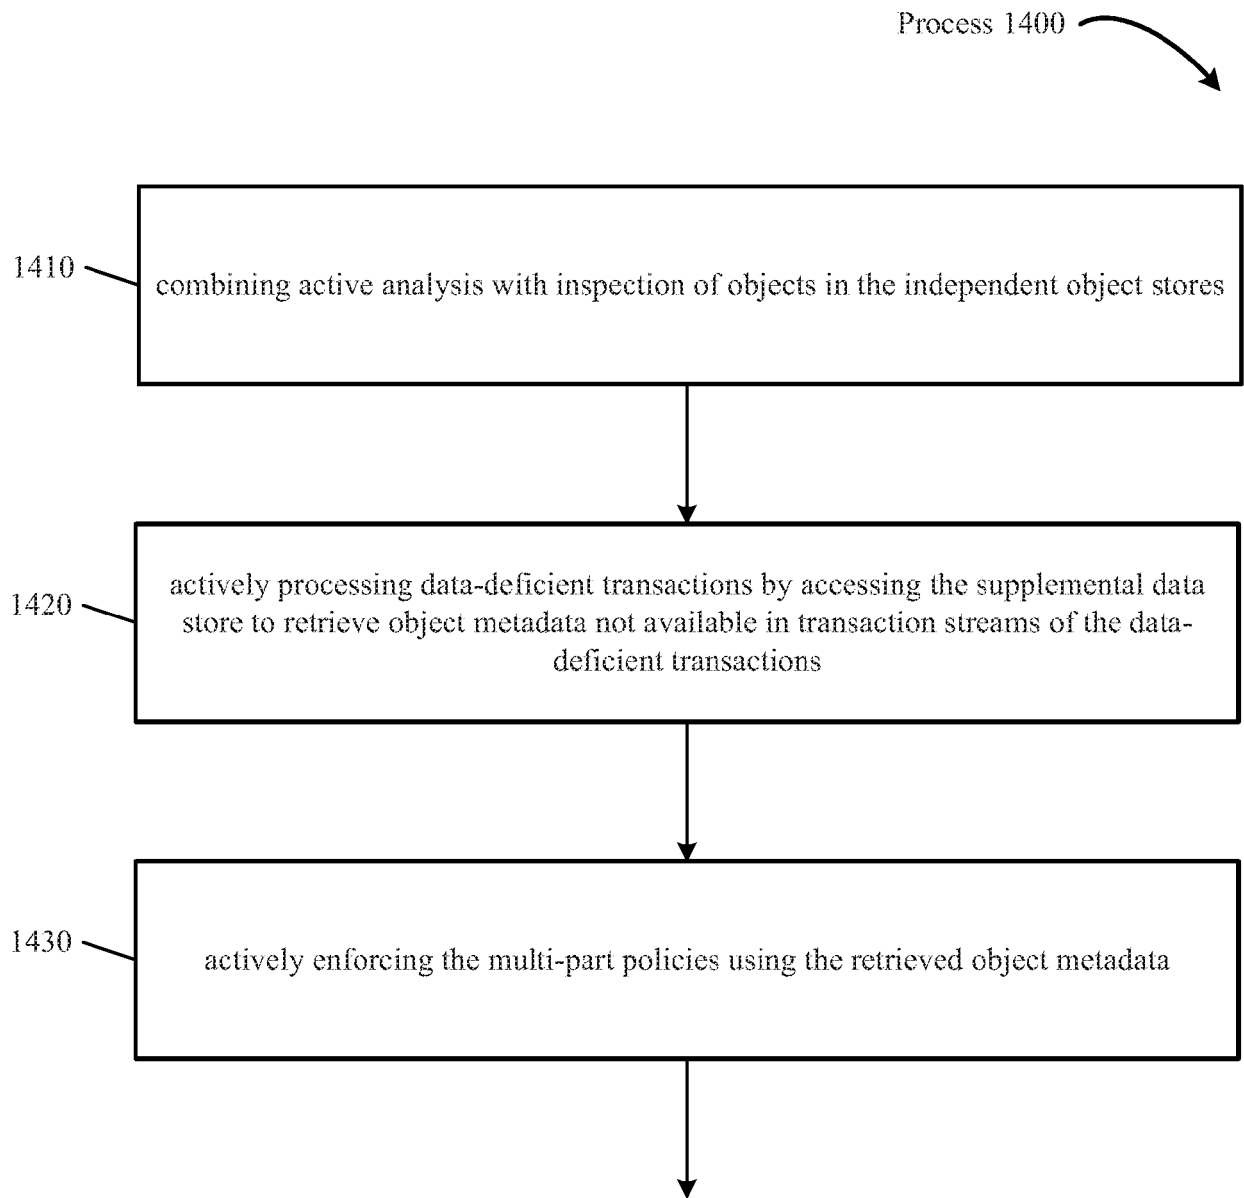 Process 1400
1410
combining active analysis with inspection of objects in the independent object stores
1420
actively processing data-deficient transactions by accessing the supplemental data
store to retrieve object metadata not available in transaction streams of the data-
deficient transactions
1430
actively enforcing the multi-part policies using the retrieved object metadata